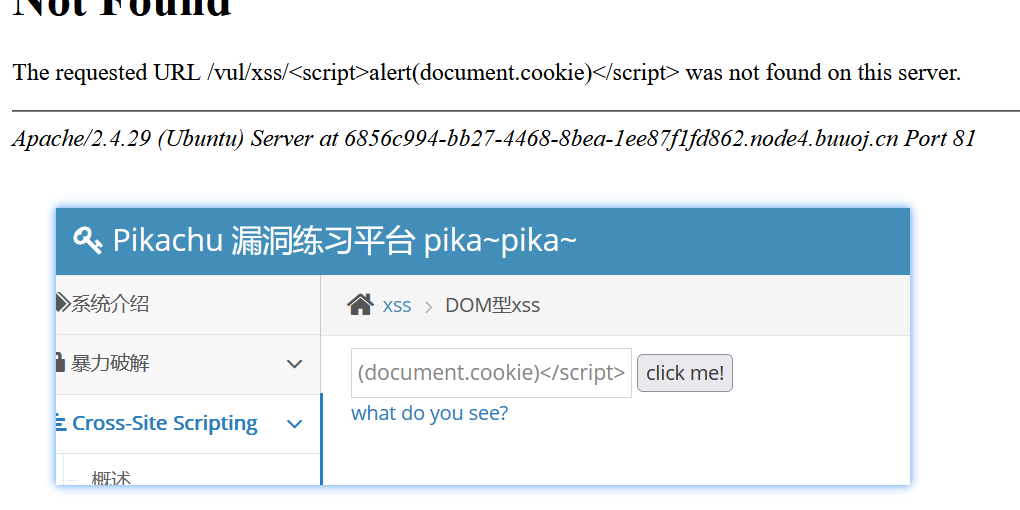 Not Found
The requested URL /vul/xss/<script>alert(document.cookie)</script> was not found on this server.
Apache/2.4.29 (Ubuntu) Server at 6856c994-bb27-4468-8bea-1ee87f1fd862.node4.buuoj.cn Port 81
Pikachu 漏洞练习平台 pika~pika~
系统介绍
xss > DOM型xss
暴力破解
(document.cookie)</script> click me!
what do you see?
Cross-Site Scripting
概述